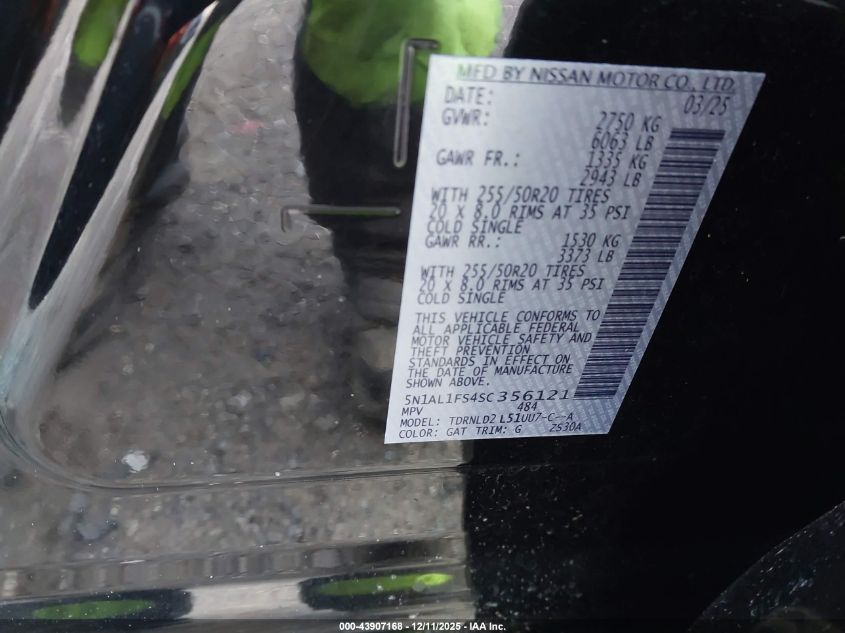 MFD BY NISSAN MOTOR CO., LTD.
DATE: 03/25
GVWR: 2750 KG
6063 LB
GAWR FR.: 1335 KG
2943 LB
WITH 255/50R20 TIRES
20 X 8.0 RIMS AT 35 PSI
COLD SINGLE
GAWR RR.: 1530 KG
3373 LB
WITH 255/50R20 TIRES
20 X 8.0 RIMS AT 35 PSI
COLD SINGLE
THIS VEHICLE CONFORMS TO
ALL APPLICABLE FEDERAL
MOTOR VEHICLE SAFETY AND
THEFT PREVENTION
STANDARDS IN EFFECT ON
THE DATE OF MANUFACTURE
SHOWN ABOVE.
5N1AL1FS4SC356121
MPV 484
MODEL: TDRNLD2 L51UU7-C--A
COLOR: GAT TRIM: G 2S30A
000-43907168 - 12/11/2025 - IAA Inc.